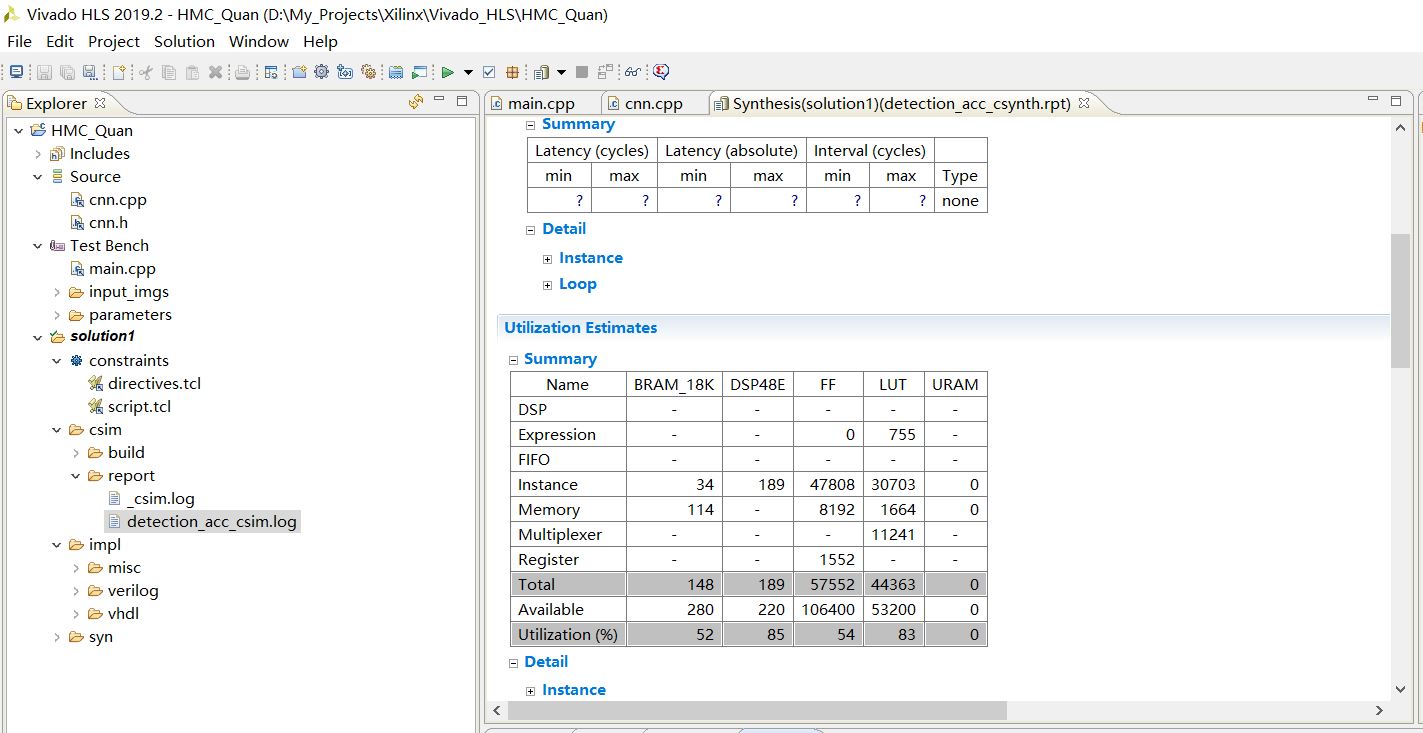 Vivado HLS 2019.2 - HMC_Quan (D:\My_Projects\Xilinx\Vivado_HLS\HMC_Quan)
File Edit Project Solution Window Help
Explorer
HMC_Quan
Includes
Source
cnn.cpp
cnn.h
Test Bench
main.cpp
input_imgs
parameters
solution1
constraints
directives.tcl
script.tcl
csim
build
report
_csim.log
detection_acc_csim.log
impl
misc
verilog
vhdl
syn
main.cpp cnn.cpp Synthesis(solution1)(detection_acc_csynth.rpt)
Summary
Latency (cycles) Latency (absolute) Interval (cycles)
min max min max min max Type
? ? ? ? ? ? none
Detail
Instance
Loop
Utilization Estimates
Summary
Name BRAM_18K DSP48E FF LUT URAM
DSP - - - - -
Expression - - 0 755 -
FIFO - - - - -
Instance 34 189 47808 30703 0
Memory 114 - 8192 1664 0
Multiplexer - - - 11241 -
Register - - 1552 - -
Total 148 189 57552 44363 0
Available 280 220 106400 53200 0
Utilization (%) 52 85 54 83 0
Detail
Instance